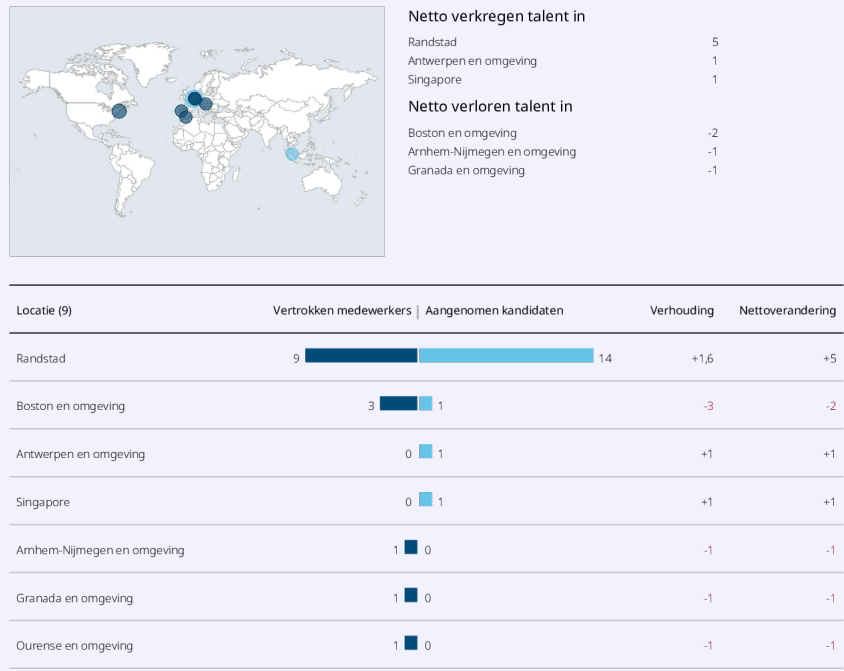 Netto verkregen talent in
Randstad 5
Antwerpen en omgeving 1
Singapore 1
Netto verloren talent in
Boston en omgeving -2
Arnhem-Nijmegen en omgeving -1
Granada en omgeving -1
Locatie (9) Vertrokken medewerkers | Aangenomen kandidaten Verhouding Nettoverandering
Randstad 9 14 +1,6 +5
Boston en omgeving 3 1 -3 -2
Antwerpen en omgeving 0 1 +1 +1
Singapore 0 1 +1 +1
Arnhem-Nijmegen en omgeving 1 0 -1 -1
Granada en omgeving 1 0 -1 -1
Ourense en omgeving 1 0 -1 -1